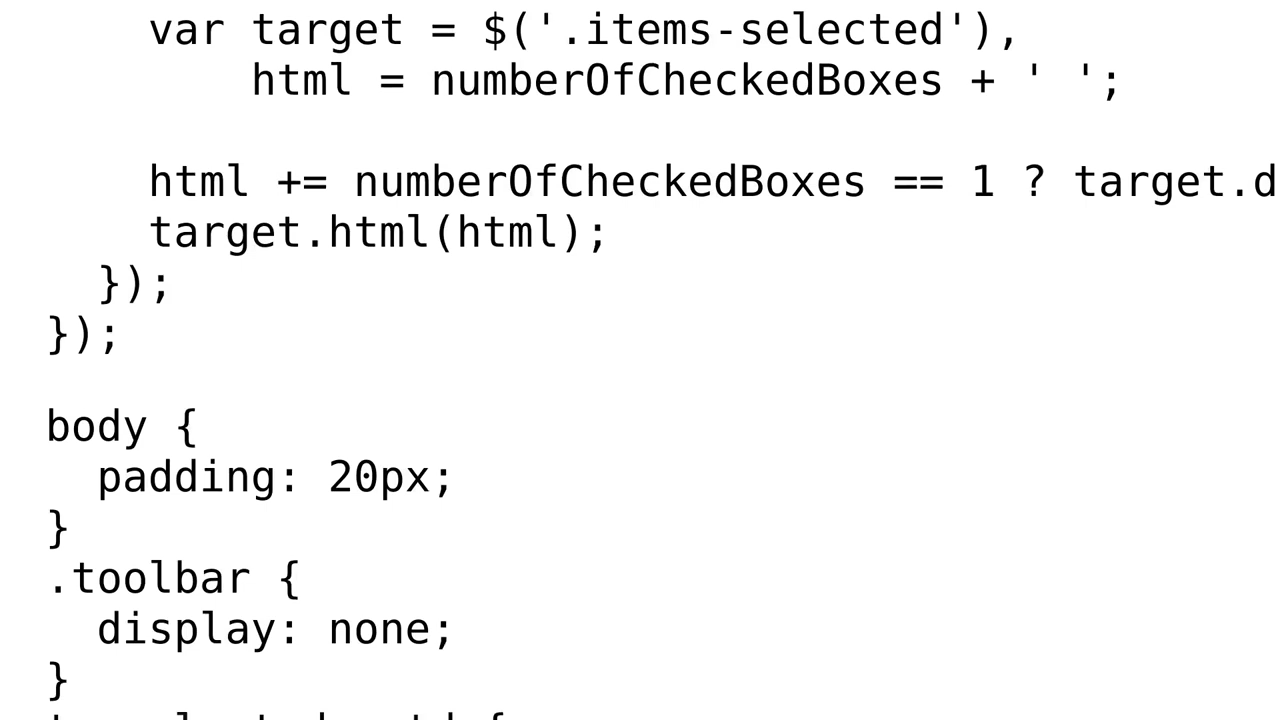 var target = $('.items-selected'),
        html = numberOfCheckedBoxes + ' ';

    html += numberOfCheckedBoxes == 1 ? target.d
    target.html(html);
  });
});

body {
  padding: 20px;
}
.toolbar {
  display: none;
}